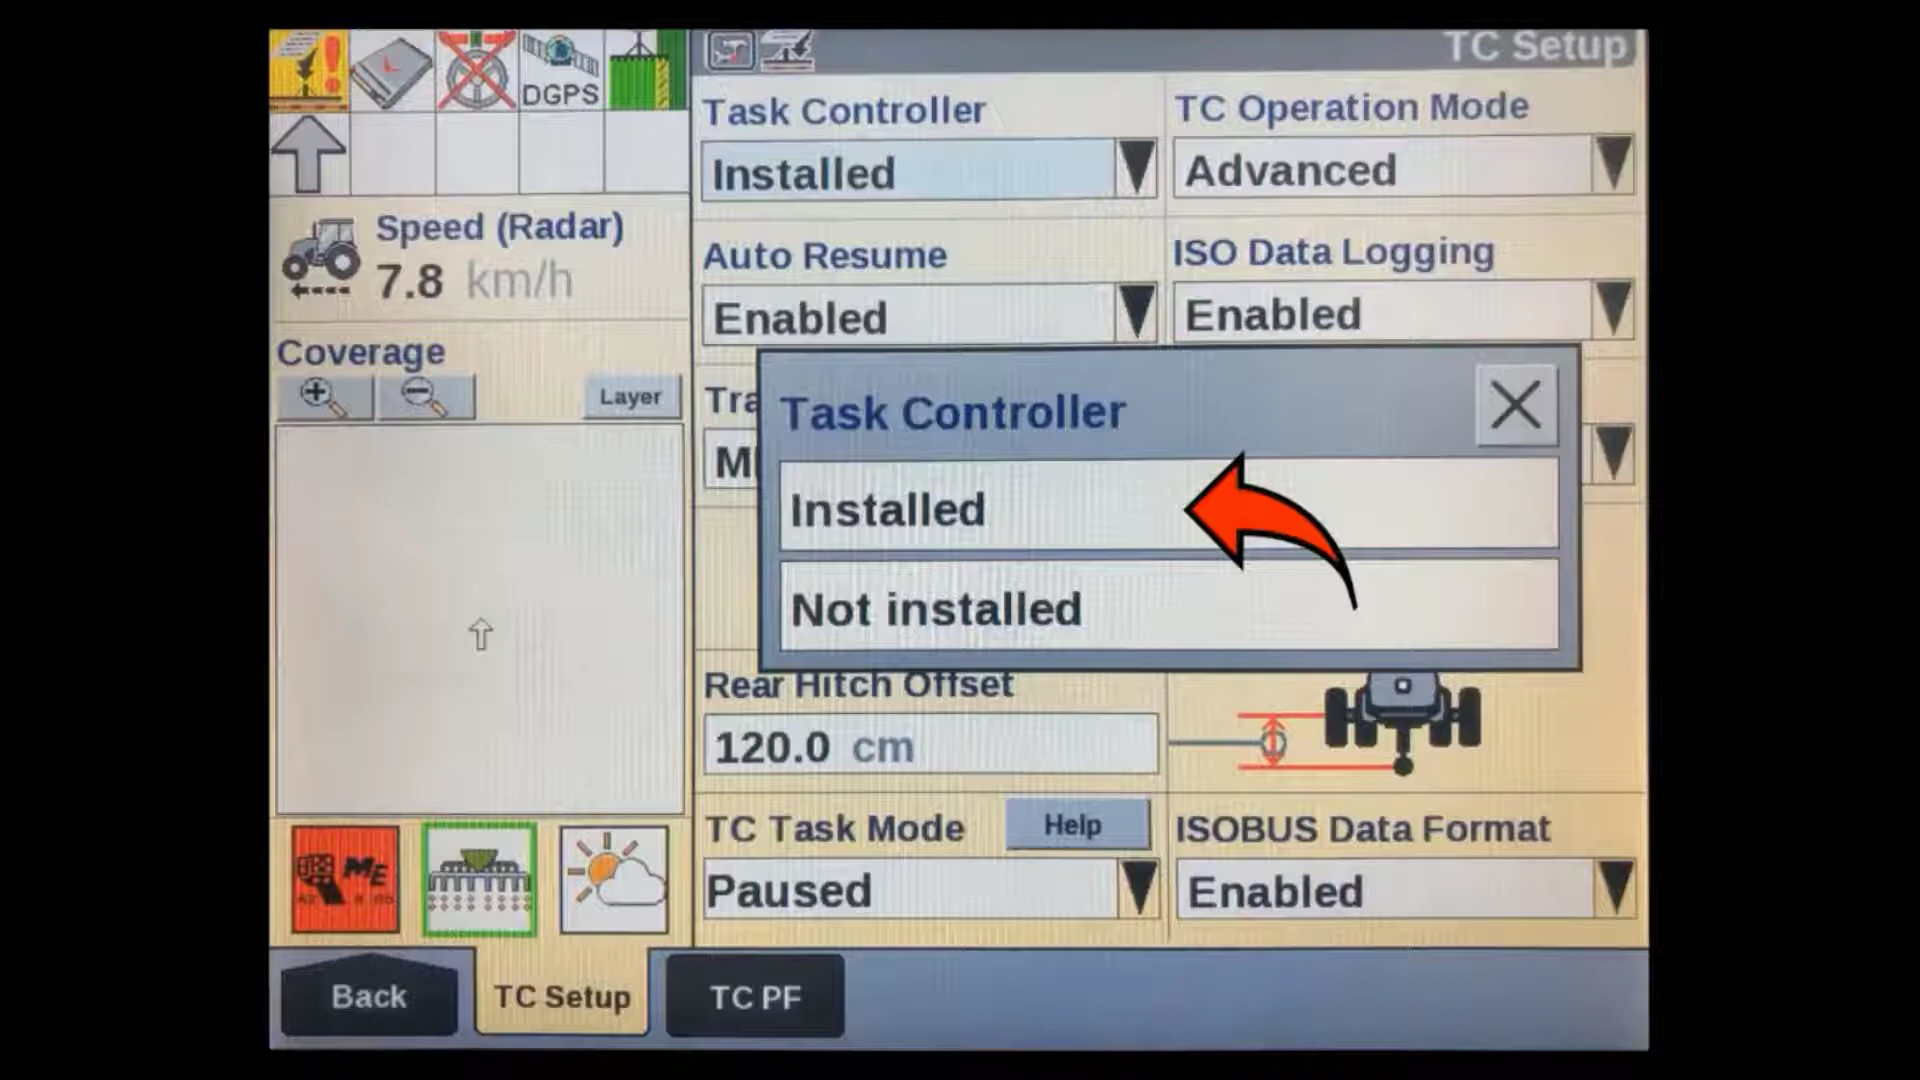 TC Setup
DGPS
Speed (Radar)
7.8 km/h
Coverage
Layer
Task Controller
Installed
TC Operation Mode
Advanced
Auto Resume
Enabled
ISO Data Logging
Enabled
Tra
Task Controller
Installed
Not installed
Rear Hitch Offset
120.0 cm
TC Task Mode
Help
Paused
ISOBUS Data Format
Enabled
ME
Back
TC Setup
TC PF